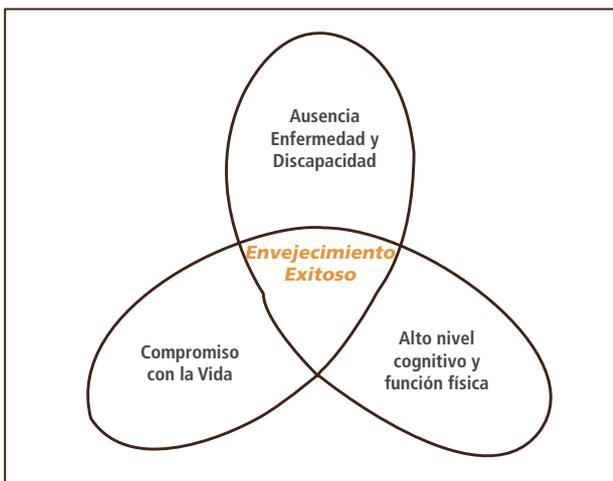 Ausencia
Enfermedad y
Discapacidad
Envejecimiento
Exitoso
Compromiso
con la Vida
Alto nivel
cognitivo y
función física